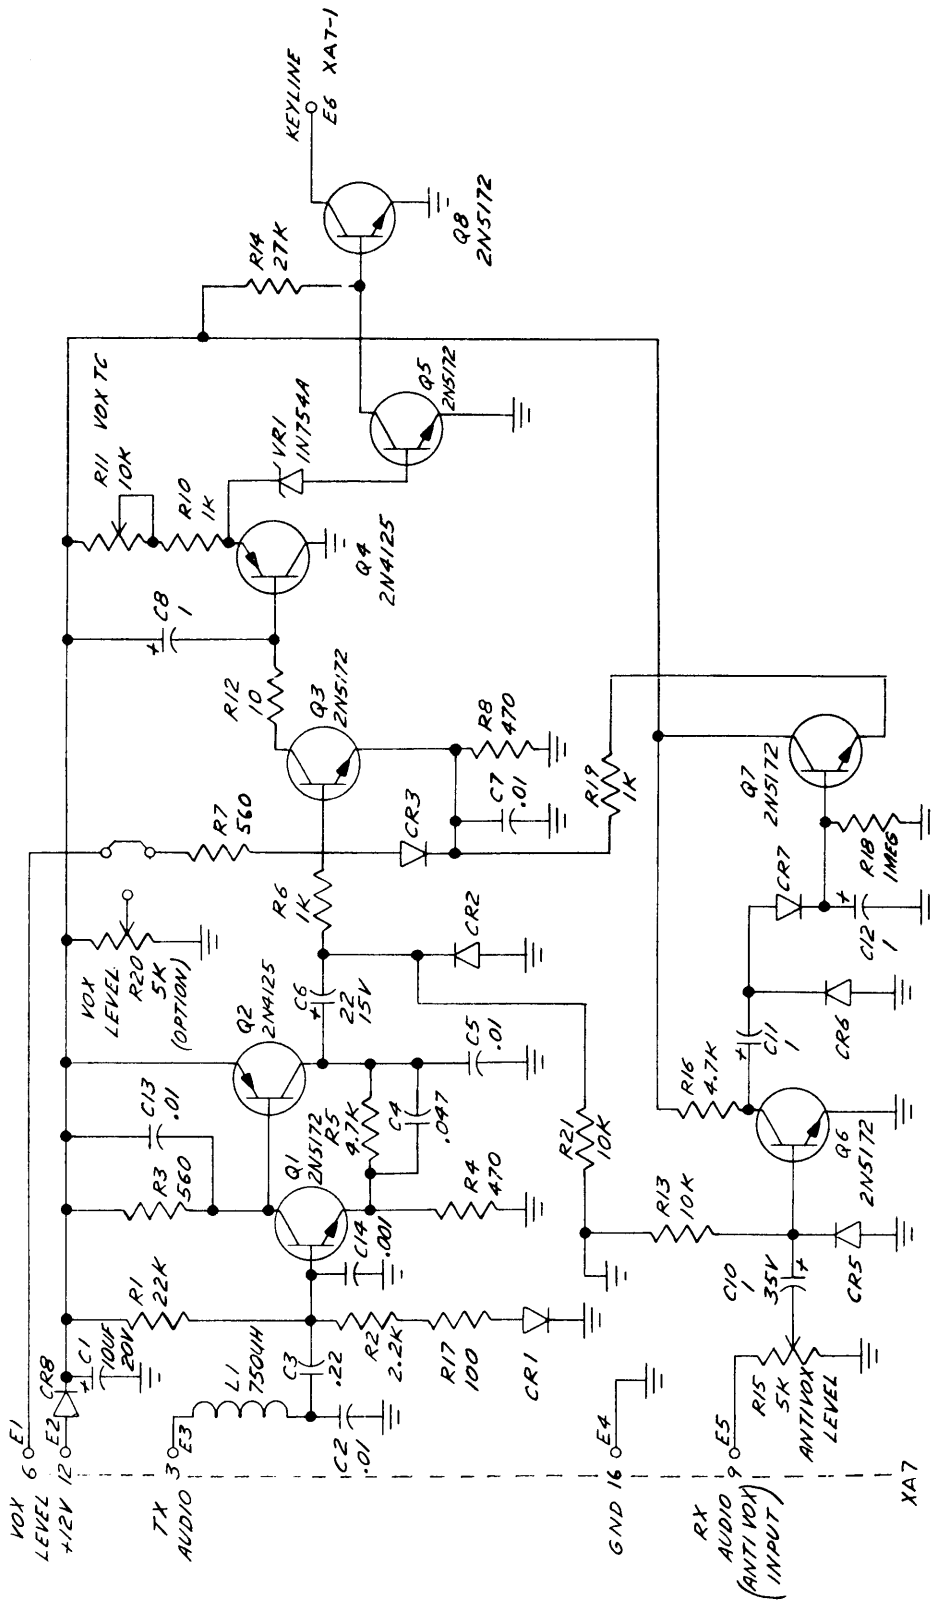 VOX
LEVEL
6
E1
+12V
12
E2
CR8
C1
10UF
20V
TX
AUDIO
3
E3
L1
750UH
C2
.01
C3
.22
R1
22K
R2
2.2K
R17
100
CR1
C14
.001
R3
560
C13
.01
Q1
2N5172
R4
470
R5
4.7K
C4
.047
C5
.01
Q2
2N4125
C6
22
15V
VOX
LEVEL
R20
5K
(OPTION)
R6
1K
CR2
R21
10K
R7
560
CR3
C7
.01
R8
470
Q3
2N5172
R12
10
C8
1
R11
10K
VOX TC
R10
1K
Q4
2N4125
VR1
1N754A
Q5
2N5172
R14
27K
Q8
2N5172
KEYLINE
E6
XA7-1
R19
1K
GND
16
E4
RX
AUDIO
(ANTI VOX
INPUT)
9
E5
R15
5K
ANTIVOX
LEVEL
C10
1
35V
CR5
R13
10K
Q6
2N5172
R16
4.7K
C11
1
CR6
CR7
C12
1
R18
1MEG
Q7
2N5172
XA7